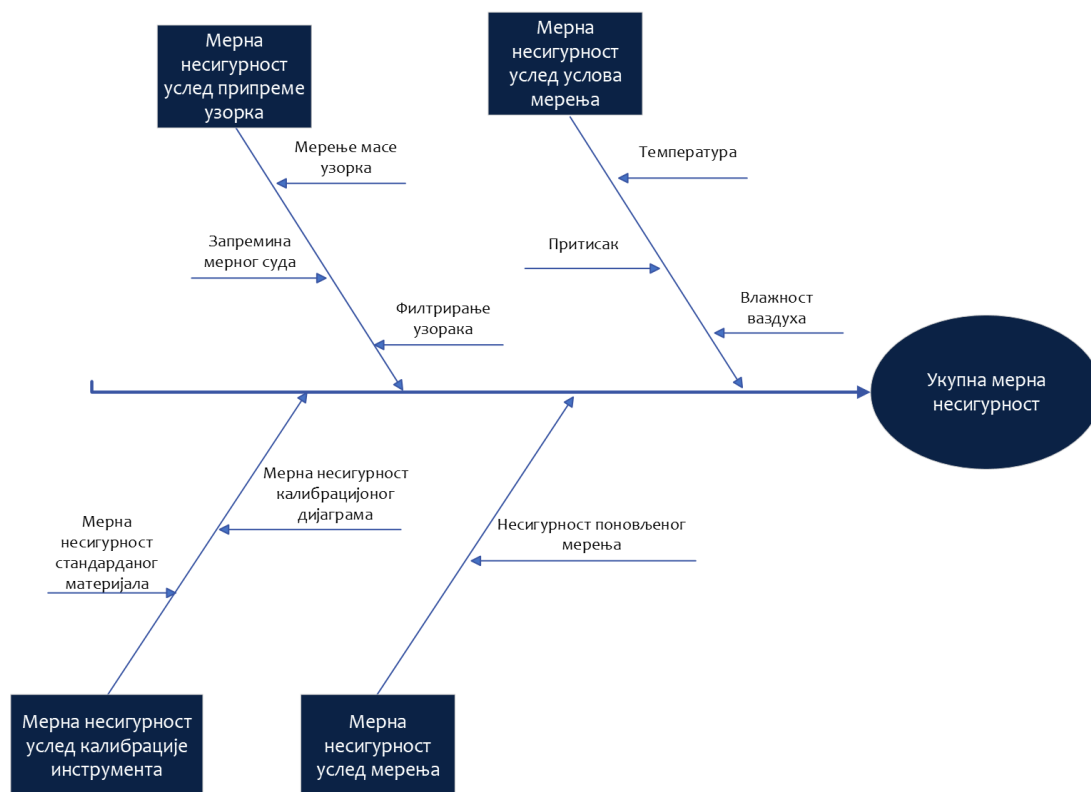 Мерна
несигурност
услед припреме
узорка
Мерна
несигурност
услед услова
мерења
Мерење масе
узорка
Температура
Запремина
мерног суда
Притисак
Филтрирање
узорака
Влажност
ваздуха
Укупна мерна
несигурност
Мерна несигурност
калибрацијоног
дијаграма
Мерна
несигурност
стандарданог
материјала
Несигурност поновљеног
мерења
Мерна несигурност
услед калибрације
инструмента
Мерна
несигурност
услед мерења